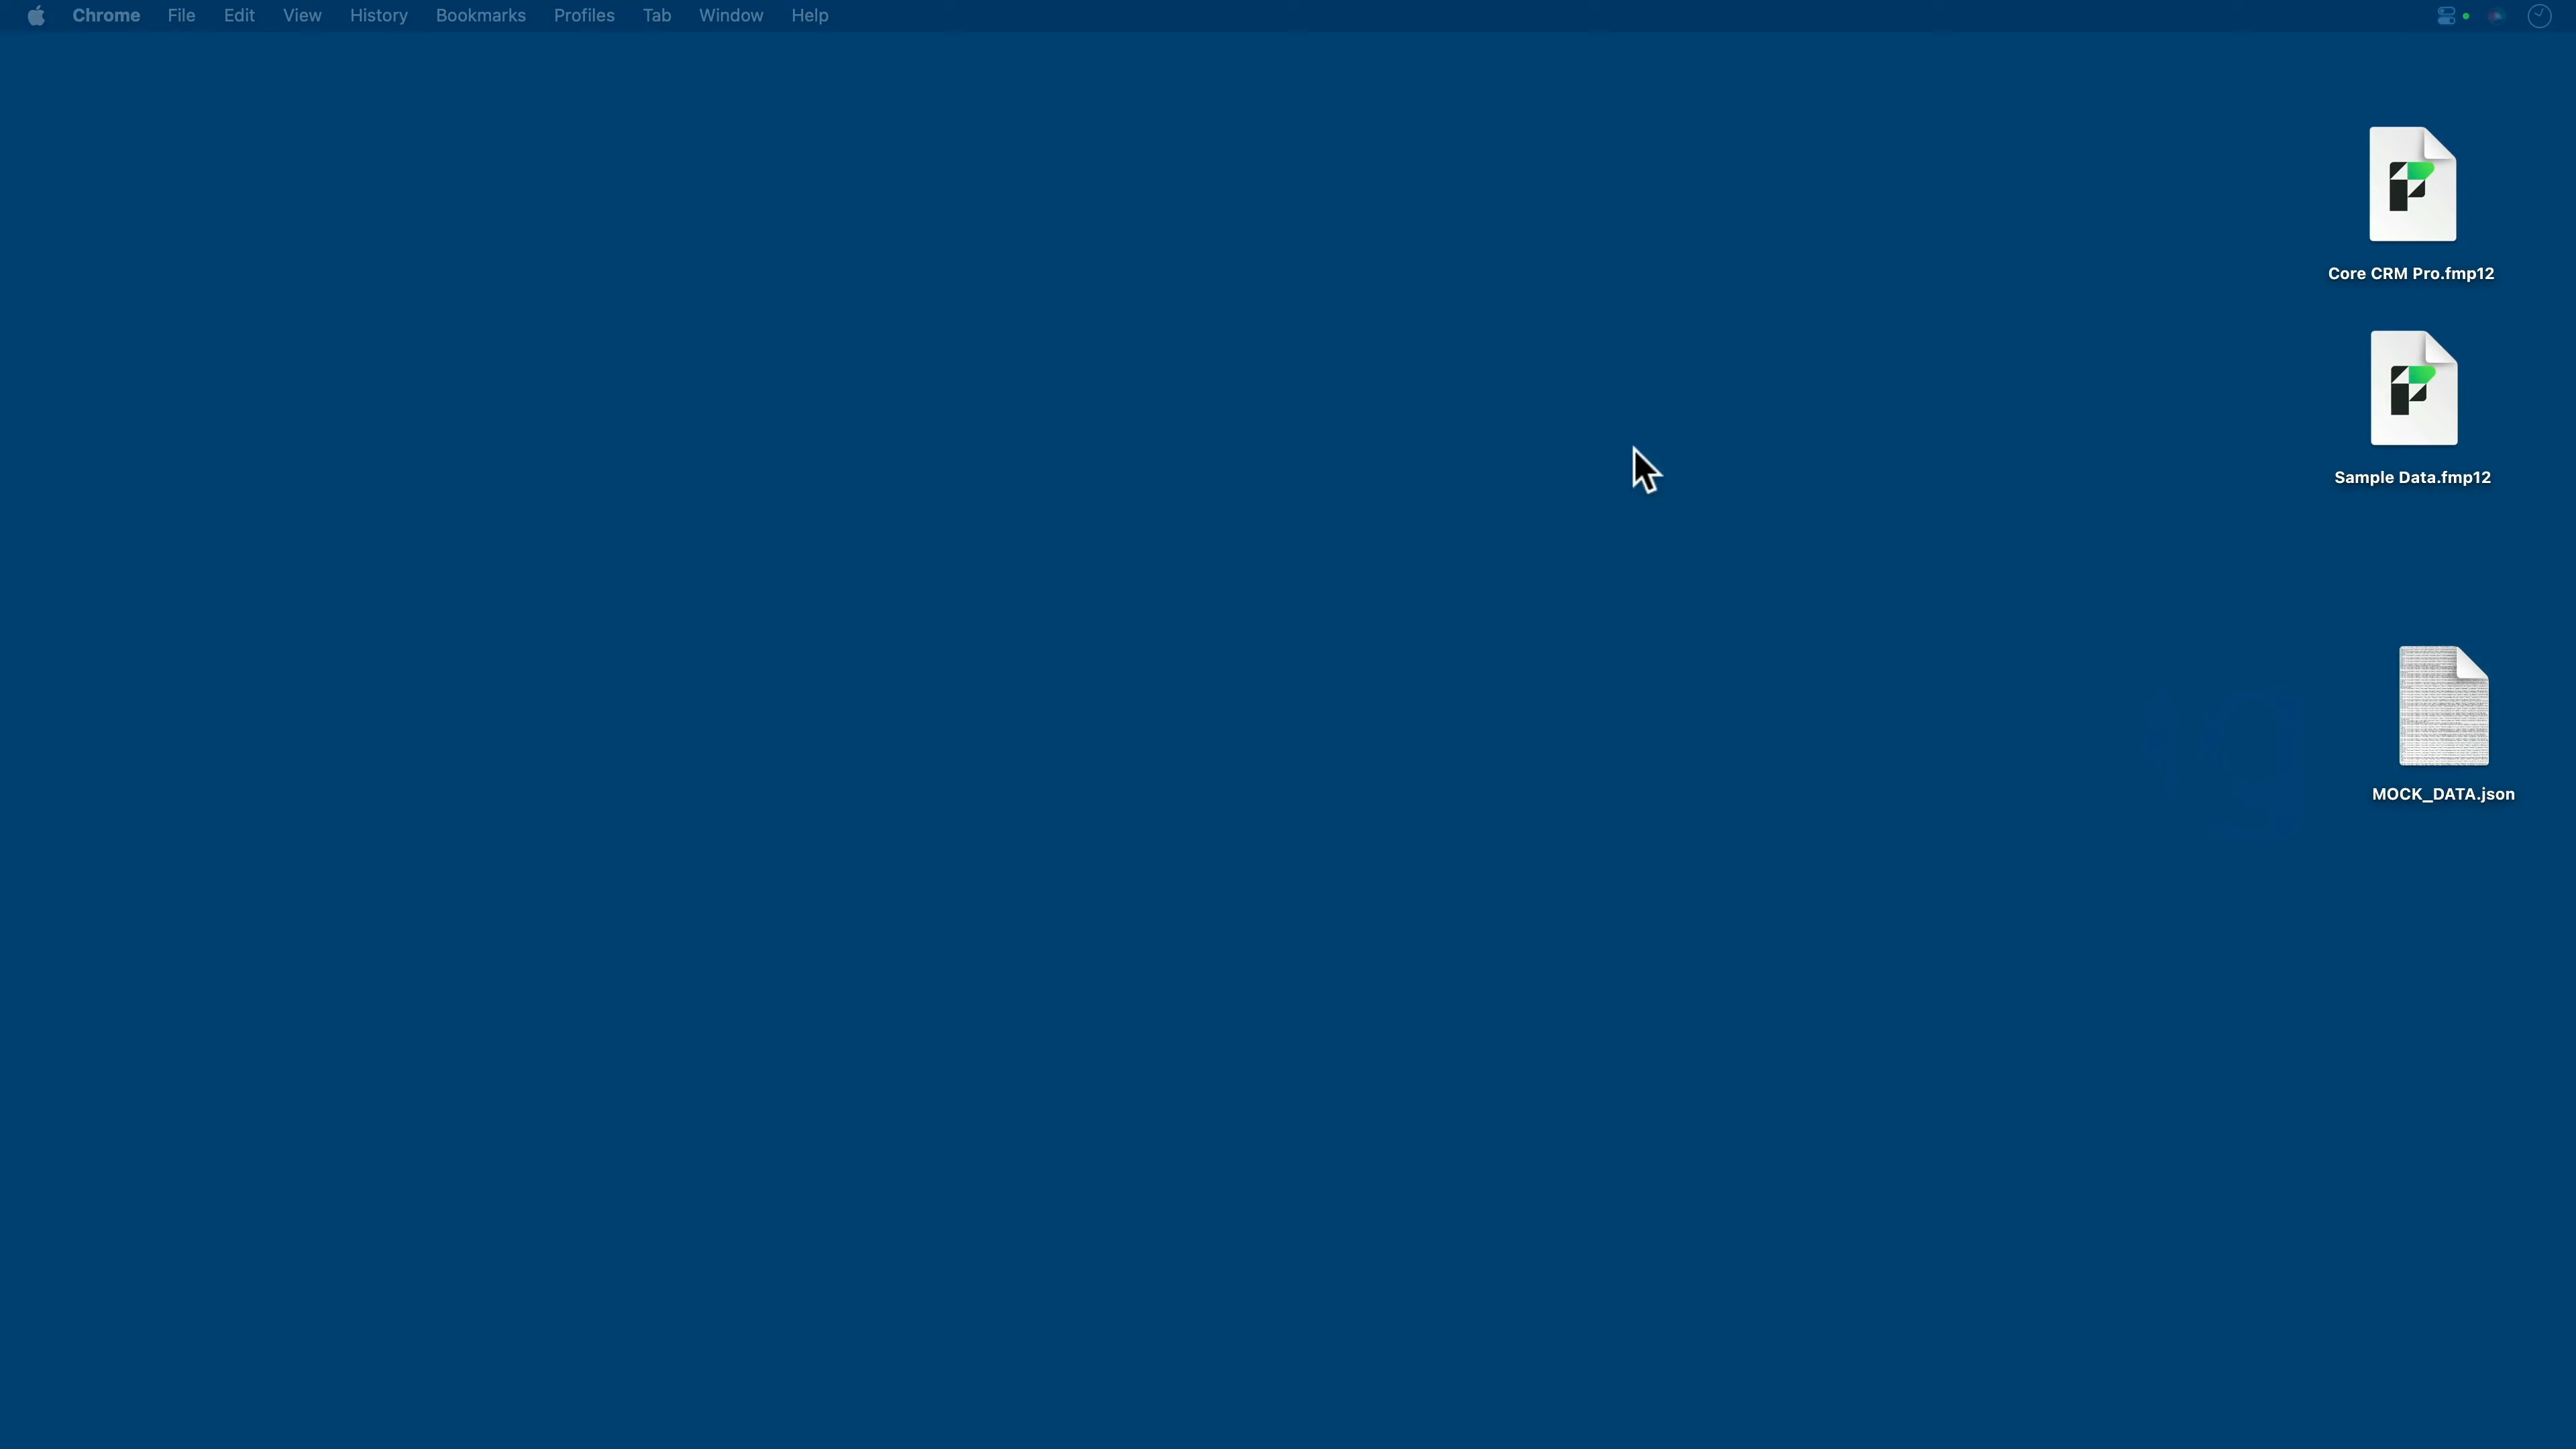 Chrome File Edit View History Bookmarks Profiles Tab Window Help
Core CRM Pro.fmp12
Sample Data.fmp12
MOCK_DATA.json